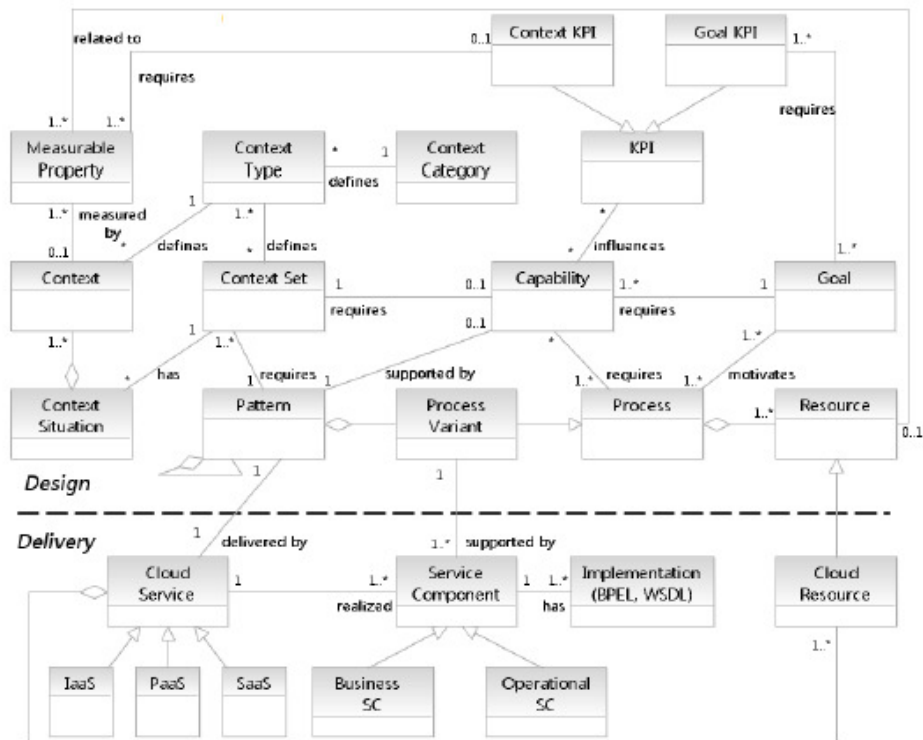 related to
0..1
Context KPI
Goal KPI
1..*
requires
requires
1..*
1..*
Measurable
Property
Context
Type
*
1
defines
Context
Category
KPI
1..*
measured
by
1
1..*
*
0..1
*
defines
*
defines
*
influences
1..*
Context
Context Set
1
0..1
requires
Capability
1..*
1
requires
Goal
1..*
1
1..*
0..1
*
1..*
*
has
1
requires
1
supported by
1..*
requires
1..*
motivates
Context
Situation
Pattern
Process
Variant
Process
1..*
Resource
0..1
1
1
Design
Delivery
1
delivered by
1..*
supported by
Cloud
Service
1
1..*
realized
Service
Component
1
1..*
has
Implementation
(BPEL, WSDL)
Cloud
Resource
1..*
IaaS
PaaS
SaaS
Business
SC
Operational
SC